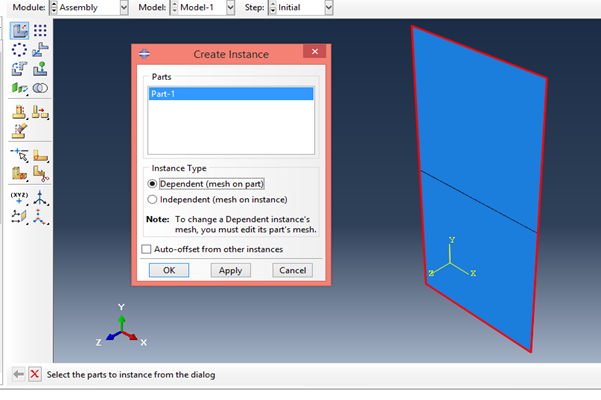 Module: Assembly Model: Model-1 Step: Initial
Create Instance
Parts
Part-1
Instance Type
Dependent (mesh on part)
Independent (mesh on instance)
Note: To change a Dependent instance's
mesh, you must edit its part's mesh.
Auto-offset from other instances
OK Apply Cancel
(XYZ)
Y
Z X
Y
Z X
Select the parts to instance from the dialog